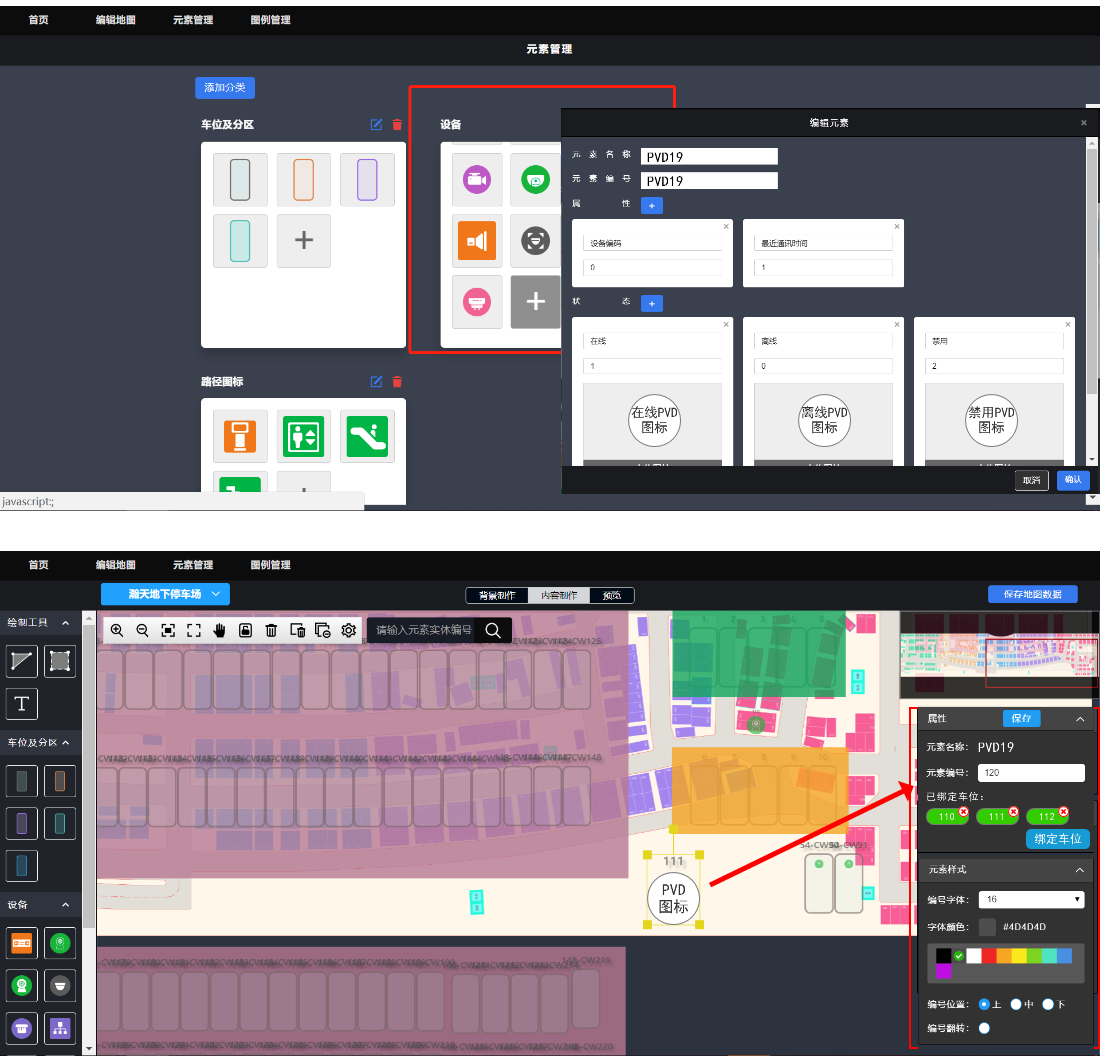 首页 编辑地图 元素管理 图例管理
元素管理
添加分类
车位及分区
设备
编辑元素
元素名称 PVD19
元素编号 PVD19
属性 +
设备编码
最近通讯时间
0
1
状态 +
在线
离线
禁用
1
0
2
在线PVD
图标
离线PVD
图标
禁用PVD
图标
取消 确认
路径图标
javascript:;
首页 编辑地图 元素管理 图例管理
瀚天地下停车场
背景制作 内容制作 预览
保存地图数据
绘制工具
请输入元素实体编号
T
车位及分区
设备
属性 保存
元素名称: PVD19
元素编号: 120
已绑定车位:
110 111 112
绑定车位
元素样式
编号字体: 16
字体颜色: #4D4D4D
编号位置: 上 中 下
编号翻转:
111
PVD
图标